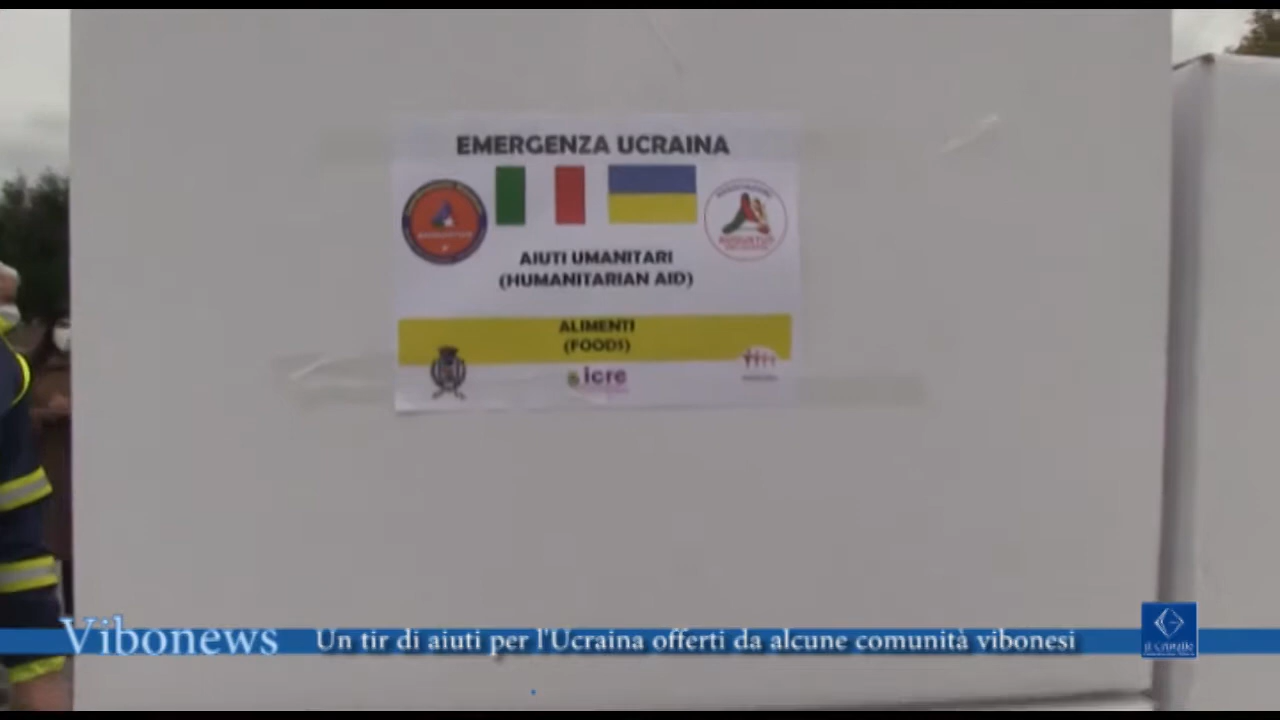 EMERGENZA UCRAINA
AIUTI UMANITARI
(HUMANITARIAN AID)
ALIMENTI
(FOODS)
icre
Vibonews
Un tir di aiuti per l'Ucraina offerti da alcune comunità vibonesi